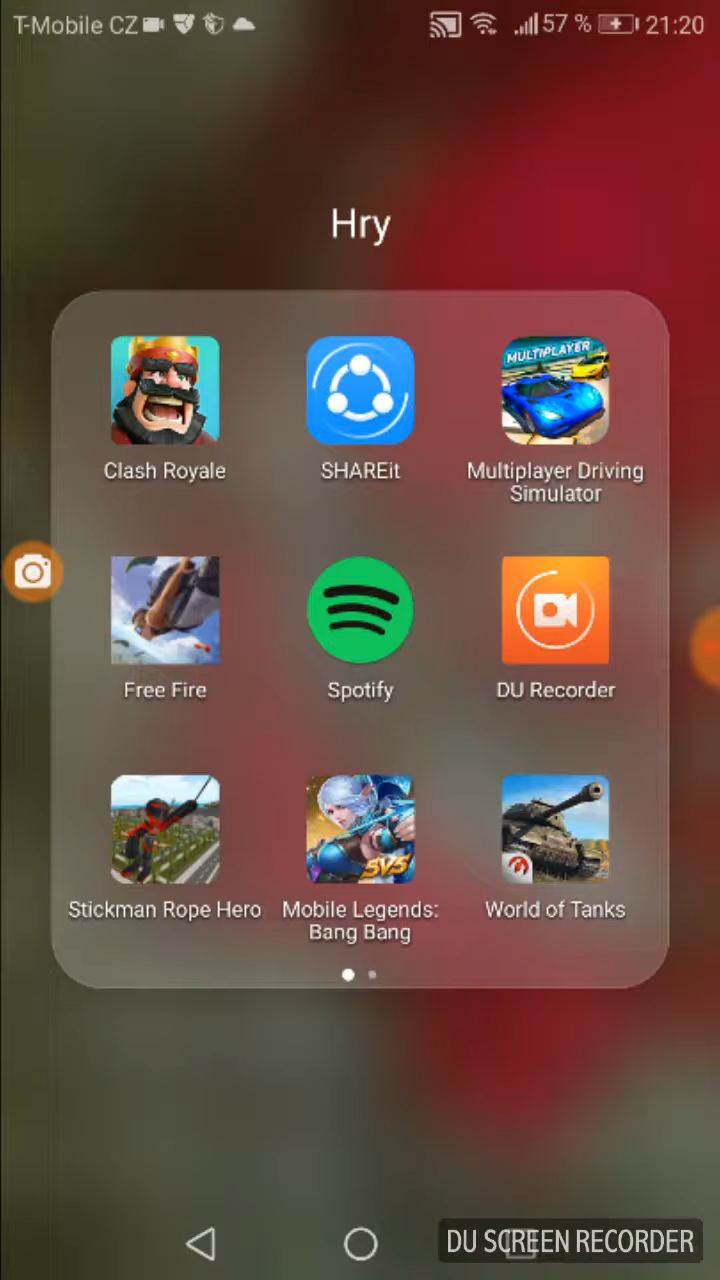 T-Mobile CZ 57 % 21:20
Hry
MULTIPLAYER
Clash Royale SHAREit Multiplayer Driving
Simulator
Free Fire Spotify DU Recorder
5V5
Stickman Rope Hero Mobile Legends: World of Tanks
Bang Bang
DU SCREEN RECORDER